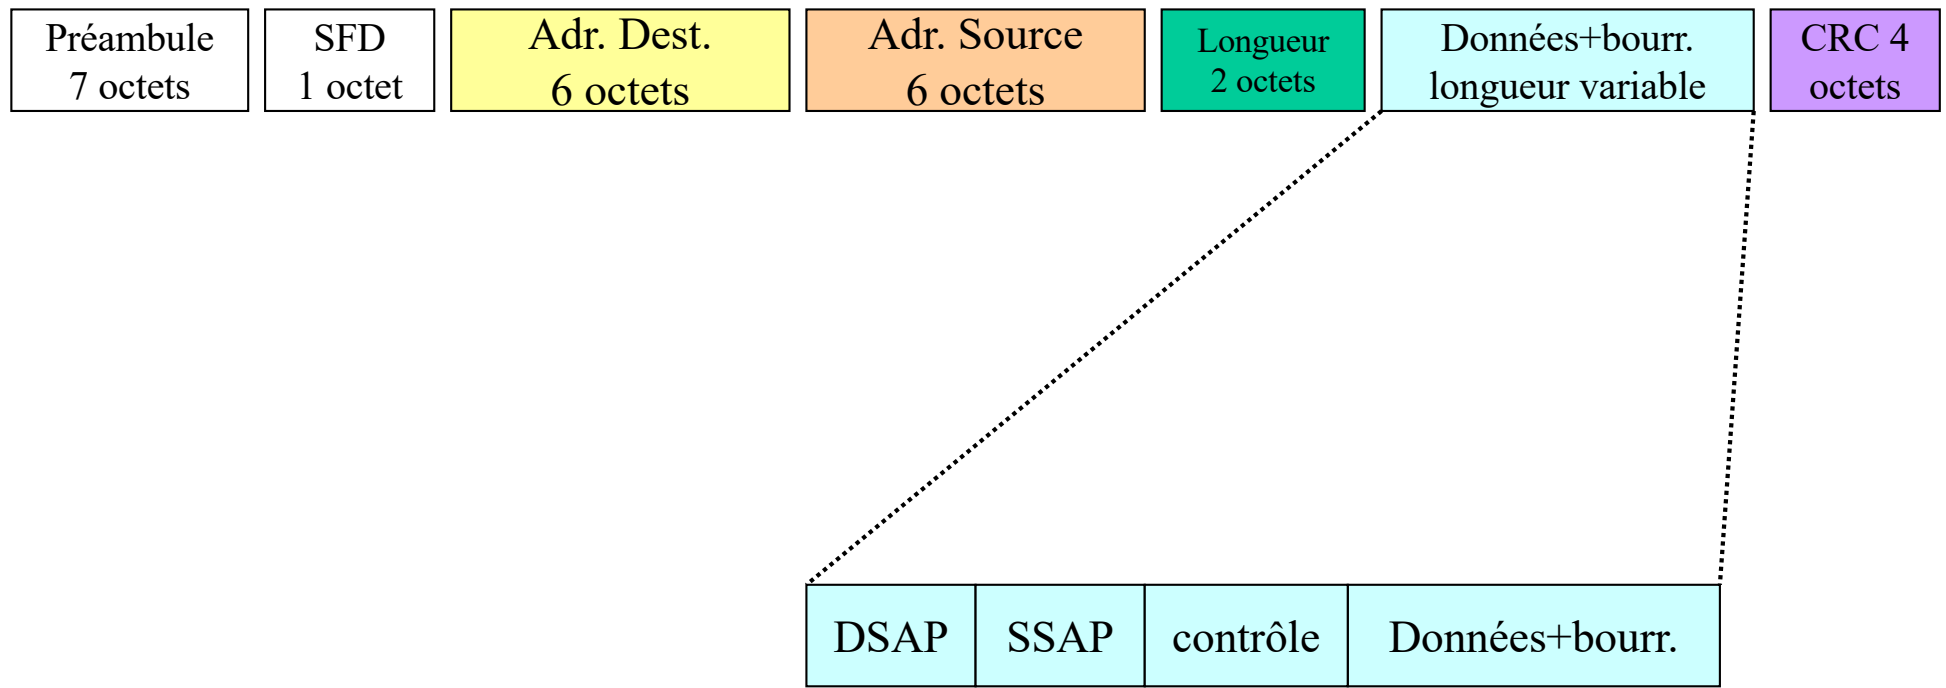 Préambule
7 octets
SFD
1 octet
Adr. Dest.
6 octets
Adr. Source
6 octets
Longueur
2 octets
Données+bourr.
longueur variable
CRC 4
octets
DSAP
SSAP
contrôle
Données+bourr.